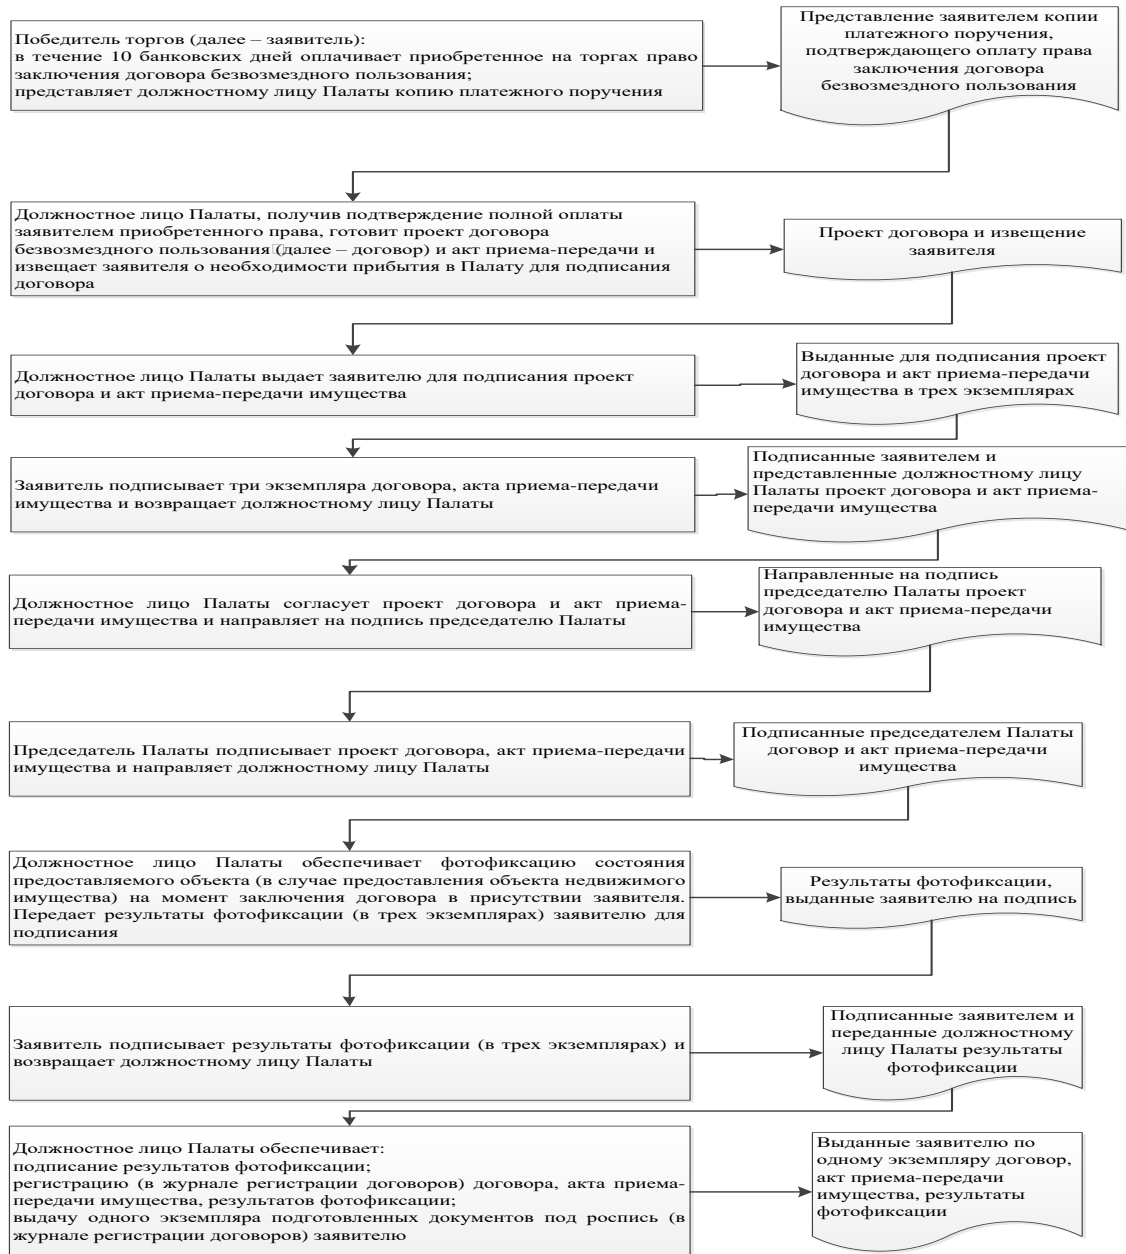 Победитель торгов (далее – заявитель):
в течение 10 банковских дней оплачивает приобретенное на торгах право
заключения договора безвозмездного пользования;
представляет должностному лицу Палаты копию платежного поручения
Представление заявителем копии
платежного поручения,
подтверждающего оплату права
заключения договора
безвозмездного пользования
Должностное лицо Палаты, получив подтверждение полной оплаты
заявителем приобретенного права, готовит проект договора
безвозмездного пользования (далее – договор) и акт приема-передачи и
извещает заявителя о необходимости прибытия в Палату для подписания
договора
Проект договора и извещение
заявителя
Должностное лицо Палаты выдает заявителю для подписания проект
договора и акт приема-передачи имущества
Выданные для подписания проект
договора и акт приема-передачи
имущества в трех экземплярах
Заявитель подписывает три экземпляра договора, акта приема-передачи
имущества и возвращает должностному лицу Палаты
Подписанные заявителем и
представленные должностному лицу
Палаты проект договора и акт приема-
передачи имущества
Должностное лицо Палаты согласует проект договора и акт приема-
передачи имущества и направляет на подпись председателю Палаты
Направленные на подпись
председателю Палаты проект
договора и акт приема-передачи
имущества
Председатель Палаты подписывает проект договора, акт приема-передачи
имущества и направляет должностному лицу Палаты
Подписанные председателем Палаты
договор и акт приема-передачи
имущества
Должностное лицо Палаты обеспечивает фотофиксацию состояния
предоставляемого объекта (в случае предоставления объекта недвижимого
имущества) на момент заключения договора в присутствии заявителя.
Передает результаты фотофиксации (в трех экземплярах) заявителю для
подписания
Результаты фотофиксации,
выданные заявителю на подпись
Заявитель подписывает результаты фотофиксации (в трех экземплярах) и
возвращает должностному лицу Палаты
Подписанные заявителем и
переданные должностному
лицу Палаты результаты
фотофиксации
Должностное лицо Палаты обеспечивает:
подписание результатов фотофиксации;
регистрацию (в журнале регистрации договоров) договора, акта приема-
передачи имущества, результатов фотофиксации;
выдачу одного экземпляра подготовленных документов под роспись (в
журнале регистрации договоров) заявителю
Выданные заявителю по
одному экземпляру договор,
акт приема-передачи
имущества, результаты
фотофиксации